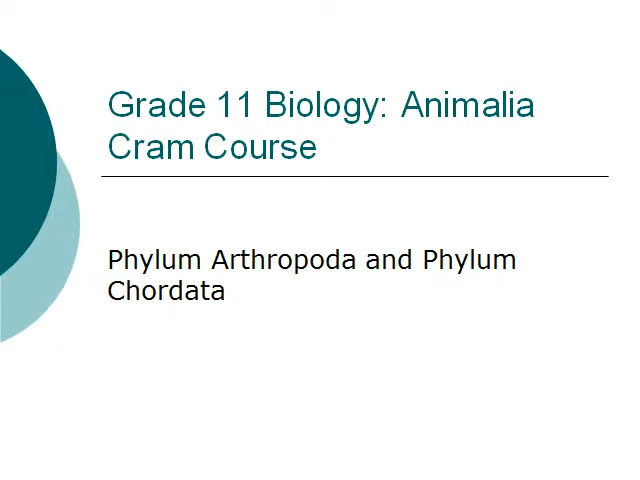 Grade 11 Biology: Animalia
Cram Course
Phylum Arthropoda and Phylum
Chordata